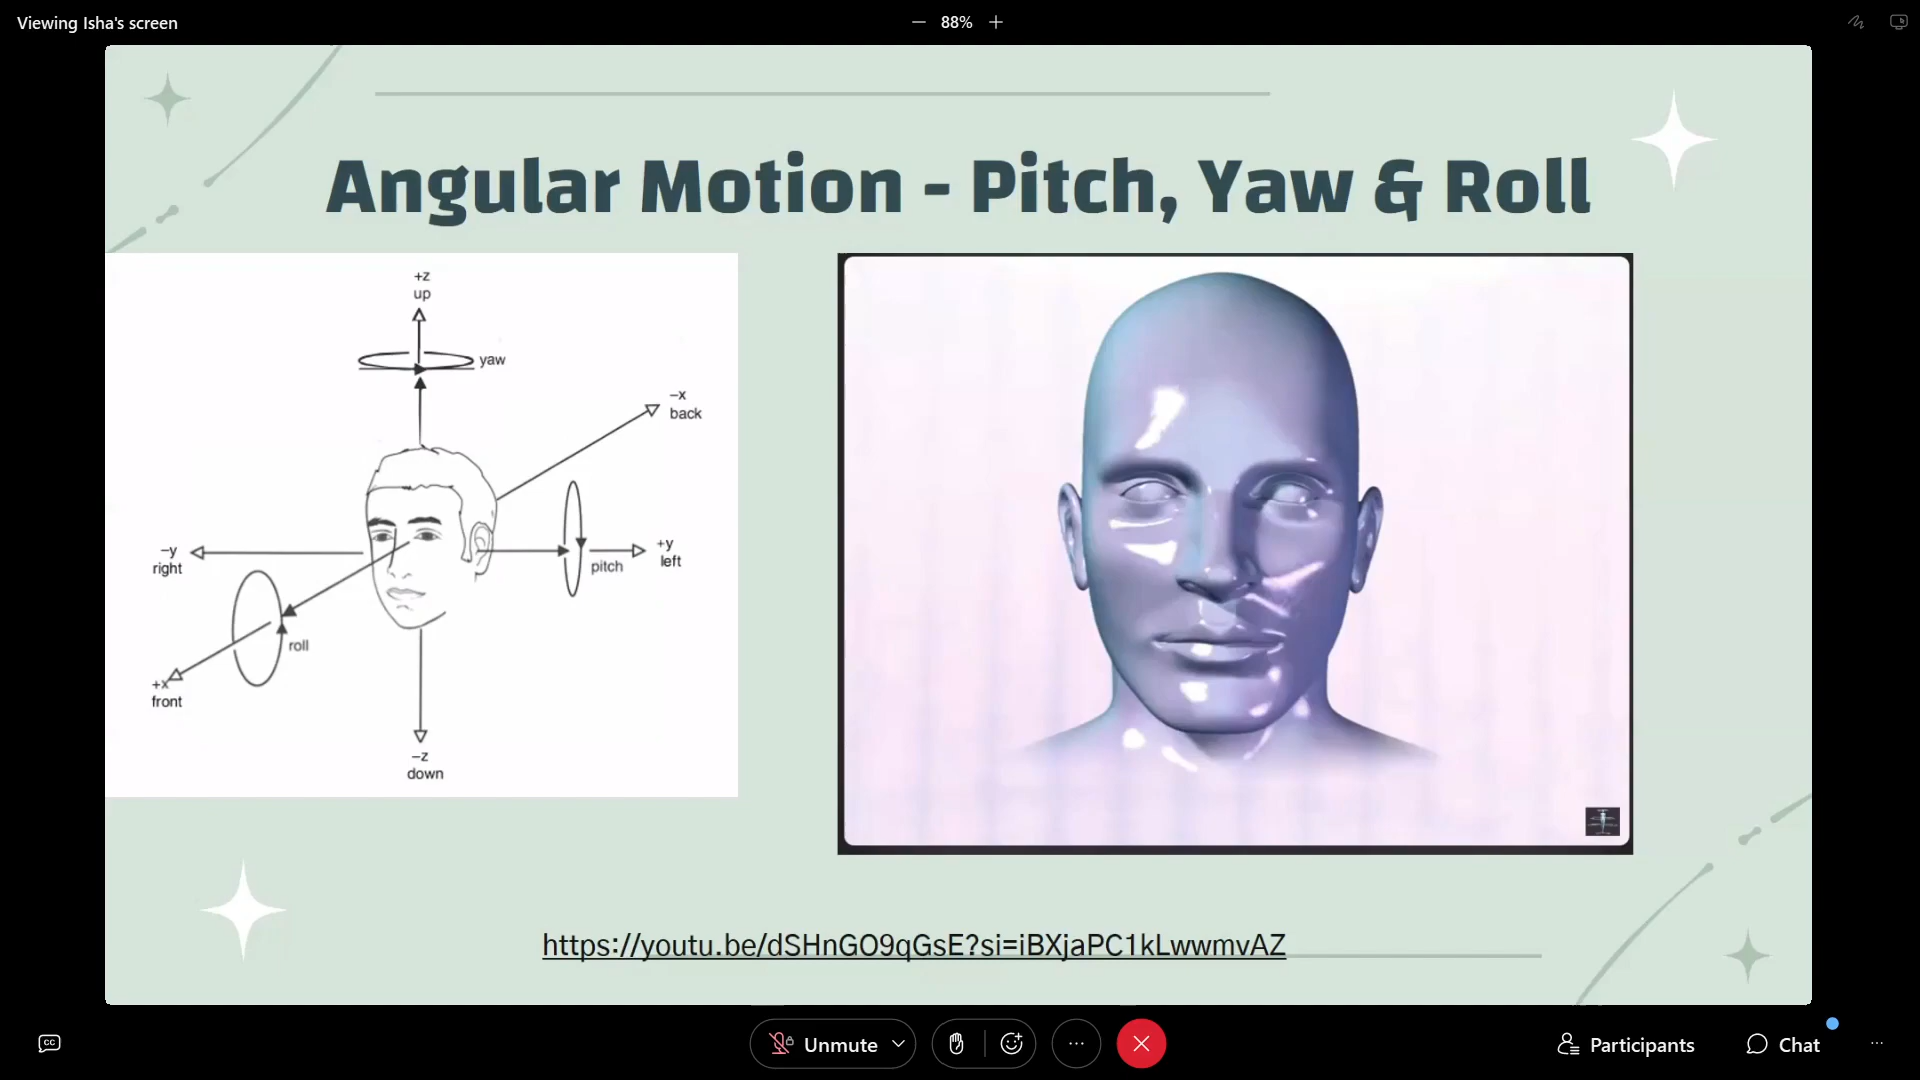 Viewing Isha's screen
88%
Angular Motion - Pitch, Yaw & Roll
+z
up
yaw
–x
back
–y
right
+y
left
pitch
roll
+x
front
–z
down
https://youtu.be/dSHnGO9qGsE?si=iBXjaPC1kLwwmvAZ
CC
Unmute
Participants
Chat